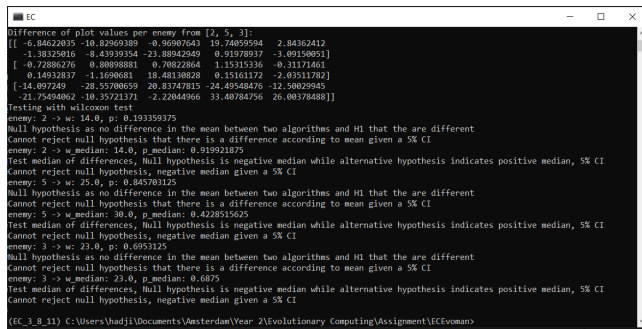 EC
Difference of plot values per enemy from [2, 5, 3]:
[[ -6.84622035 -10.82969389 -0.96907643 19.74059594 2.84362412
-1.38325016 -8.43939354 -23.88942949 0.91978937 -3.09150051]
[ -0.72886276 0.80898881 0.70822864 1.15315336 -0.31171461
0.14932837 -1.1690681 18.48130828 0.15161172 -2.03511782]
[-14.097249 -28.55700659 20.83747815 -24.49548476 -12.50029945
-21.75494062 -10.35721371 -2.22044966 33.40784756 26.00378488]]
Testing with wilcoxon test
enemy: 2 -> w: 14.0, p: 0.193359375
Null hypothesis as no difference in the mean between two algorithms and H1 that the are different
Cannot reject null hypothesis that there is a difference according to mean given a 5% CI
enemy: 2 -> w_median: 14.0, p_median: 0.919921875
Test median of differences, Null hypothesis is negative median while alternative hypothesis indicates positive median, 5% CI
Cannot reject null hypothesis, negative median given a 5% CI
enemy: 5 -> w: 25.0, p: 0.845703125
Null hypothesis as no difference in the mean between two algorithms and H1 that the are different
Cannot reject null hypothesis that there is a difference according to mean given a 5% CI
enemy: 5 -> w_median: 30.0, p_median: 0.4228515625
Test median of differences, Null hypothesis is negative median while alternative hypothesis indicates positive median, 5% CI
Cannot reject null hypothesis, negative median given a 5% CI
enemy: 3 -> w: 23.0, p: 0.6953125
Null hypothesis as no difference in the mean between two algorithms and H1 that the are different
Cannot reject null hypothesis that there is a difference according to mean given a 5% CI
enemy: 3 -> w_median: 23.0, p_median: 0.6875
Test median of differences, Null hypothesis is negative median while alternative hypothesis indicates positive median, 5% CI
Cannot reject null hypothesis, negative median given a 5% CI
(EC_3_8_11) C:\Users\hadji\Documents\Amsterdam\Year 2\Evolutionary Computing\Assignment\ECEvoman>